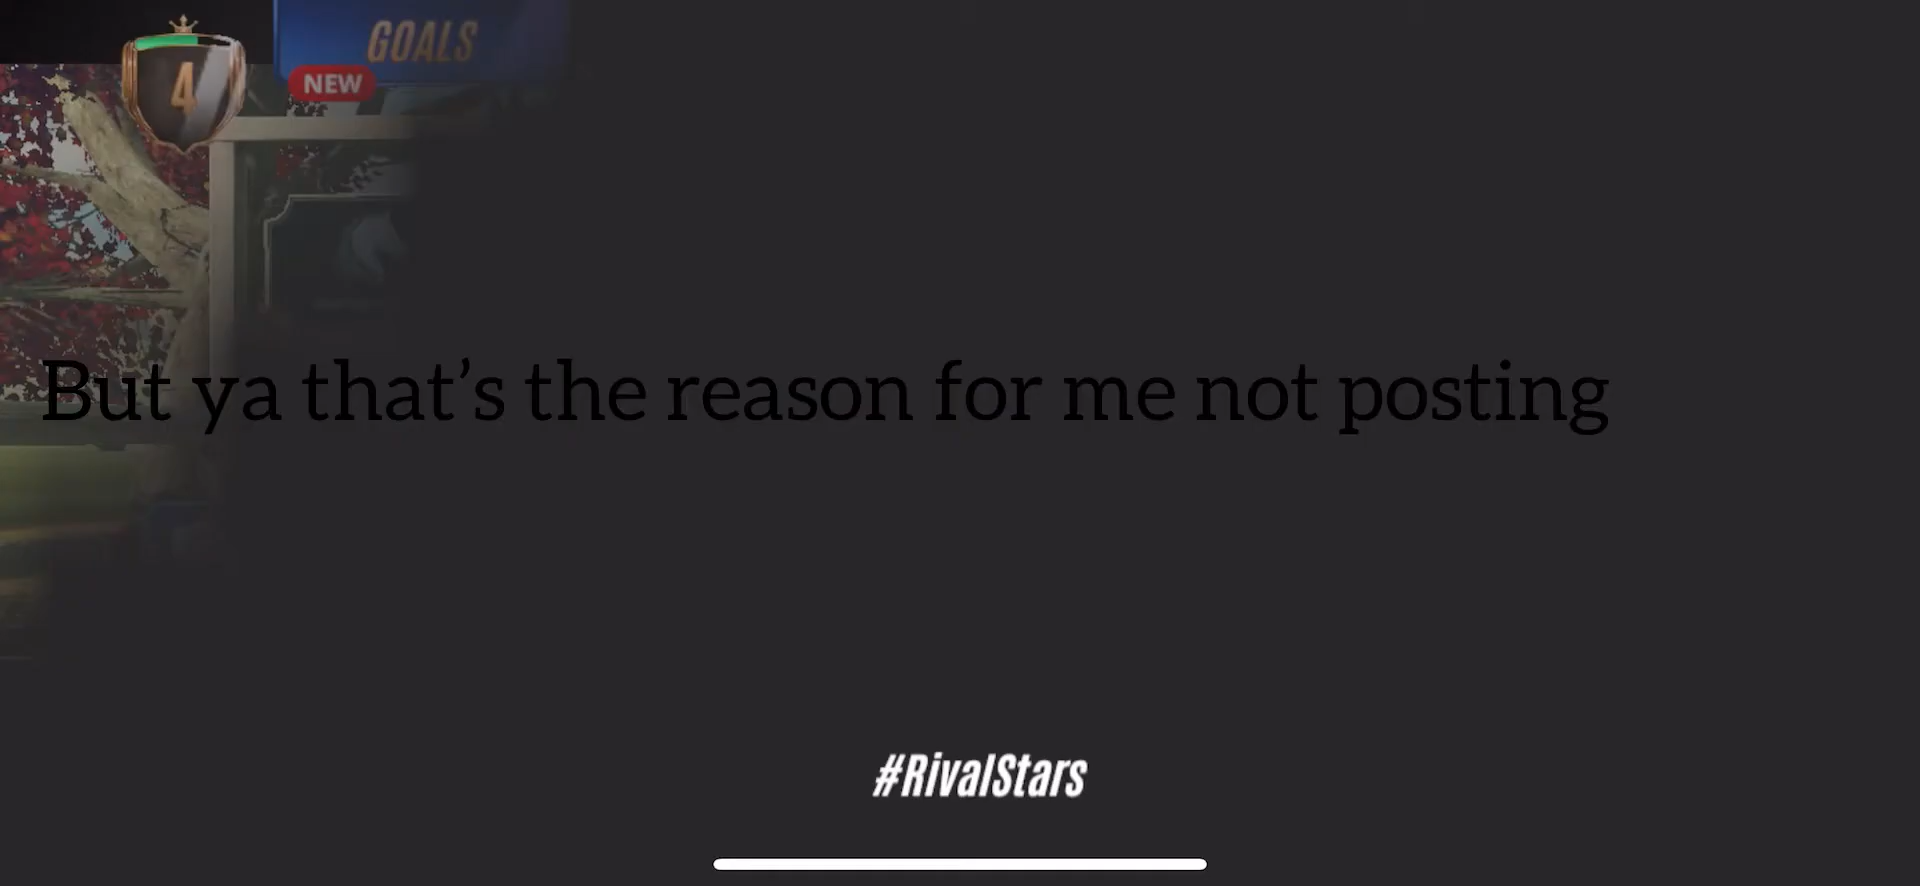 GOALS
4
NEW
But ya that’s the reason for me not posting
#RivalStars